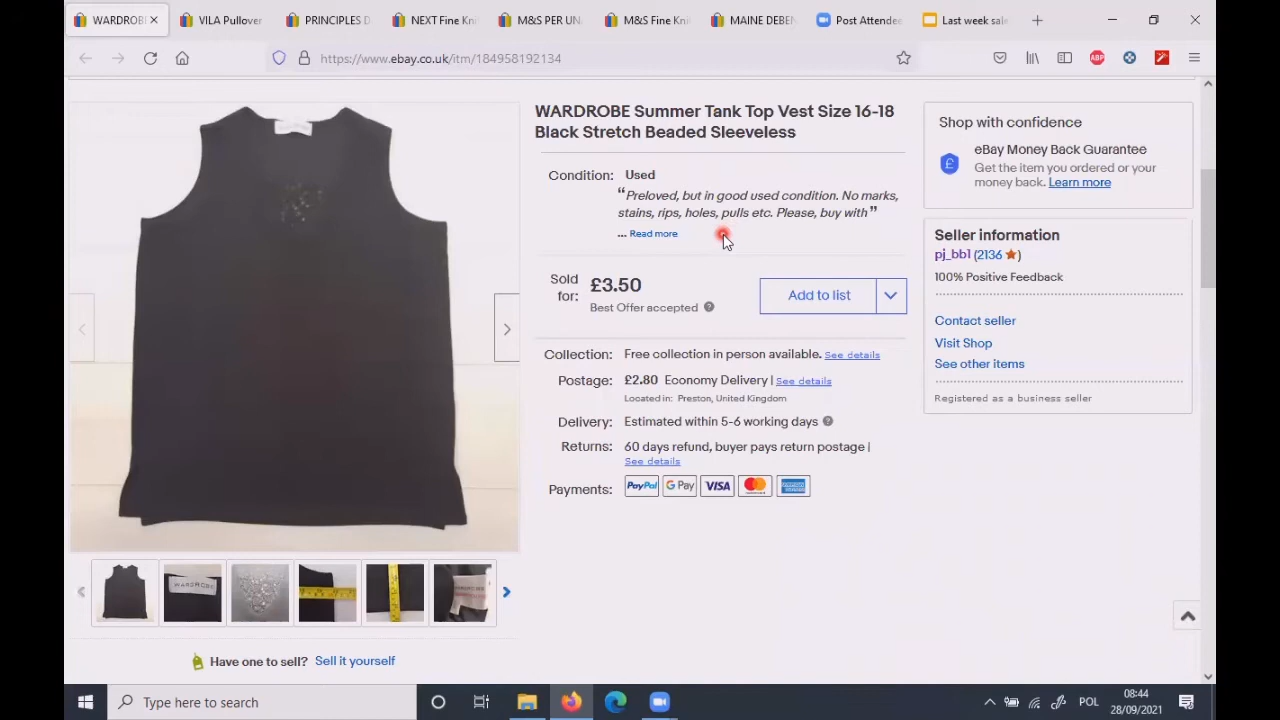 WARDROBE
VILA Pullover
PRINCIPLES D
NEXT Fine Kni
M&S PER UN
M&S Fine Kni
MAINE DEBEN
Post Attendee
Last week sale
https://www.ebay.co.uk/itm/184958192134
ABP
WARDROBE Summer Tank Top Vest Size 16-18
Black Stretch Beaded Sleeveless
Condition: Used
“Preloved, but in good used condition. No marks,
stains, rips, holes, pulls etc. Please, buy with”
... Read more
Sold for: £3.50
Best Offer accepted
Add to list
Collection: Free collection in person available. See details
Postage: £2.80 Economy Delivery | See details
Located in: Preston, United Kingdom
Delivery: Estimated within 5-6 working days
Returns: 60 days refund, buyer pays return postage |
See details
Payments: PayPal G Pay VISA
Shop with confidence
eBay Money Back Guarantee
Get the item you ordered or your
money back. Learn more
Seller information
pj_bb1 (2136)
100% Positive Feedback
Contact seller
Visit Shop
See other items
Registered as a business seller
WARDROBE
WARDROBE
Have one to sell? Sell it yourself
Type here to search
POL
08:44
28/09/2021